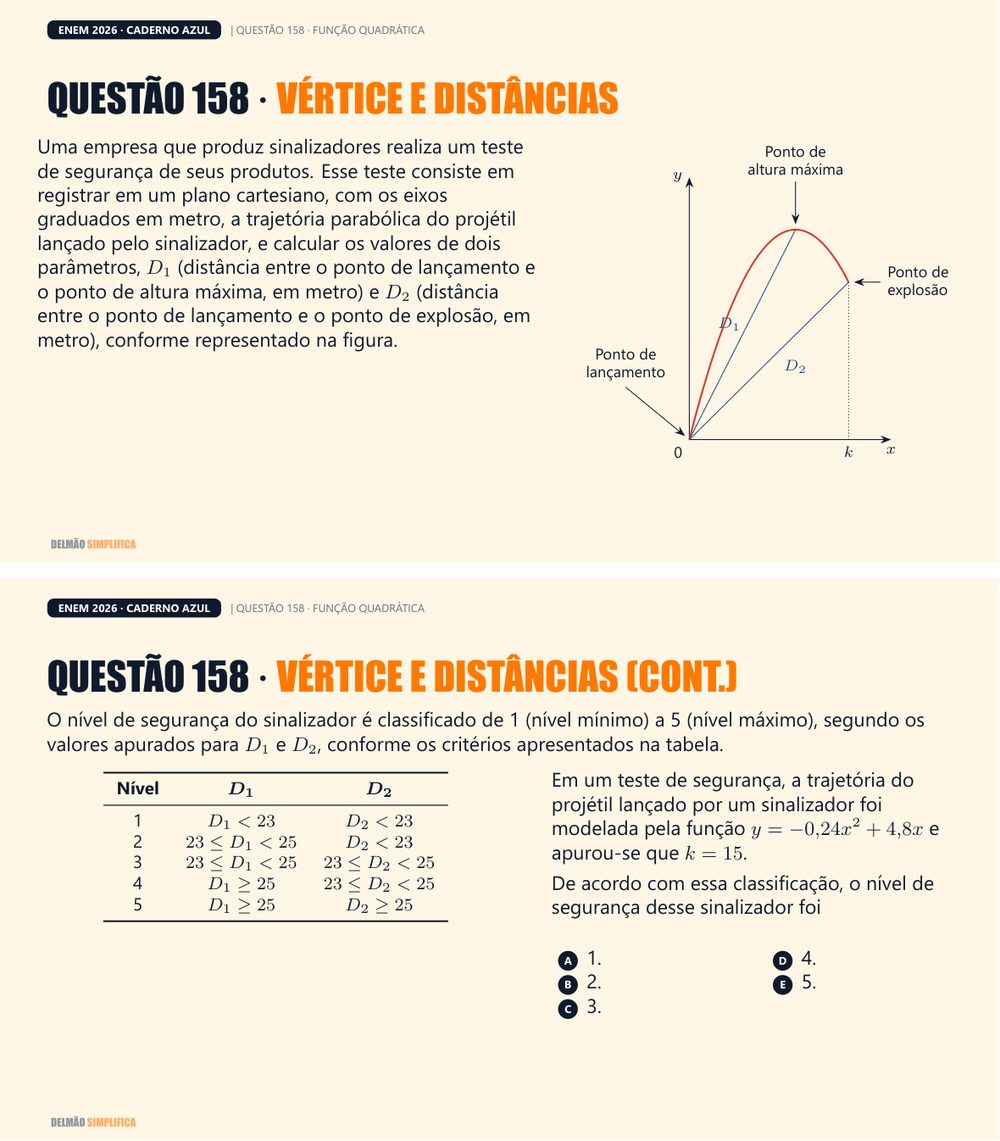 ENEM 2026 · CADERNO AZUL | QUESTÃO 158 · FUNÇÃO QUADRÁTICA
QUESTÃO 158 · VÉRTICE E DISTÂNCIAS
Uma empresa que produz sinalizadores realiza um teste
de segurança de seus produtos. Esse teste consiste em
registrar em um plano cartesiano, com os eixos
graduados em metro, a trajetória parabólica do projétil
lançado pelo sinalizador, e calcular os valores de dois
parâmetros, D₁ (distância entre o ponto de lançamento e
o ponto de altura máxima, em metro) e D₂ (distância
entre o ponto de lançamento e o ponto de explosão, em
metro), conforme representado na figura.
Ponto de
altura máxima
y
Ponto de
explosão
D₁
Ponto de
lançamento
D₂
0
k
x
DELMÃO SIMPLIFICA
ENEM 2026 · CADERNO AZUL | QUESTÃO 158 · FUNÇÃO QUADRÁTICA
QUESTÃO 158 · VÉRTICE E DISTÂNCIAS (CONT.)
O nível de segurança do sinalizador é classificado de 1 (nível mínimo) a 5 (nível máximo), segundo os
valores apurados para D₁ e D₂, conforme os critérios apresentados na tabela.
Nível D₁ D₂
1 D₁ < 23 D₂ < 23
2 23 ≤ D₁ < 25 D₂ < 23
3 23 ≤ D₁ < 25 23 ≤ D₂ < 25
4 D₁ ≥ 25 23 ≤ D₂ < 25
5 D₁ ≥ 25 D₂ ≥ 25
Em um teste de segurança, a trajetória do
projétil lançado por um sinalizador foi
modelada pela função y = −0,24x² + 4,8x e
apurou-se que k = 15.
De acordo com essa classificação, o nível de
segurança desse sinalizador foi
A 1.
B 2.
C 3.
D 4.
E 5.
DELMÃO SIMPLIFICA